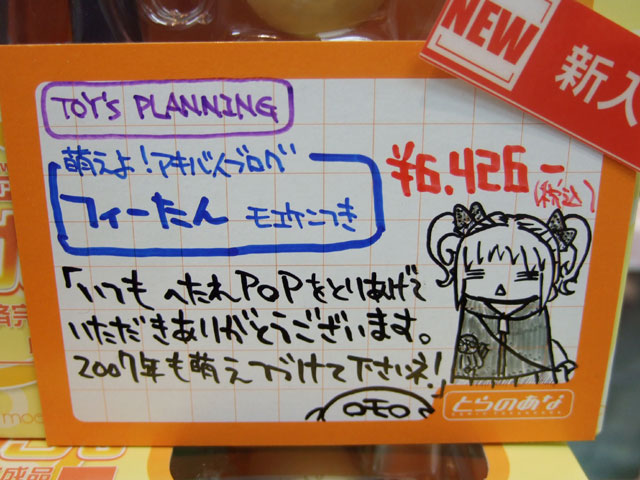 NEW
新入
TOY'S PLANNING
萌えよ!アキバ人ブログ
¥6.426-
(税込)
フィーたん モエケンつき
「いつも へたれPOPをとりあげて
いただきありがとうございます。
2007年も萌えつづけて下さいネ!
とらのあな
成品